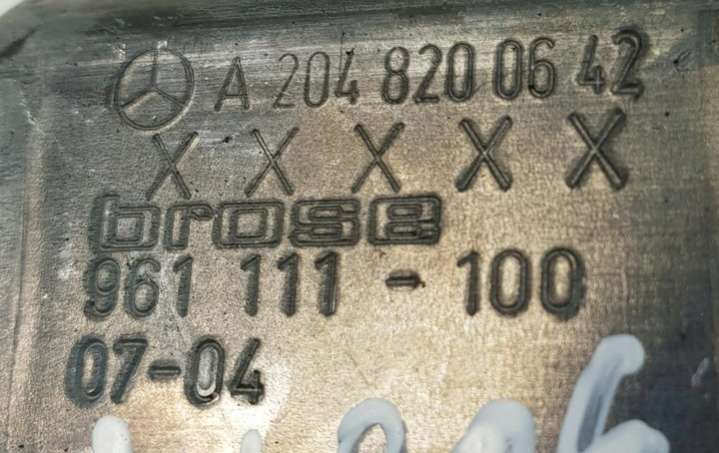 A 204 820 06 42
X X X X X
brose
961 111 - 100
07-04